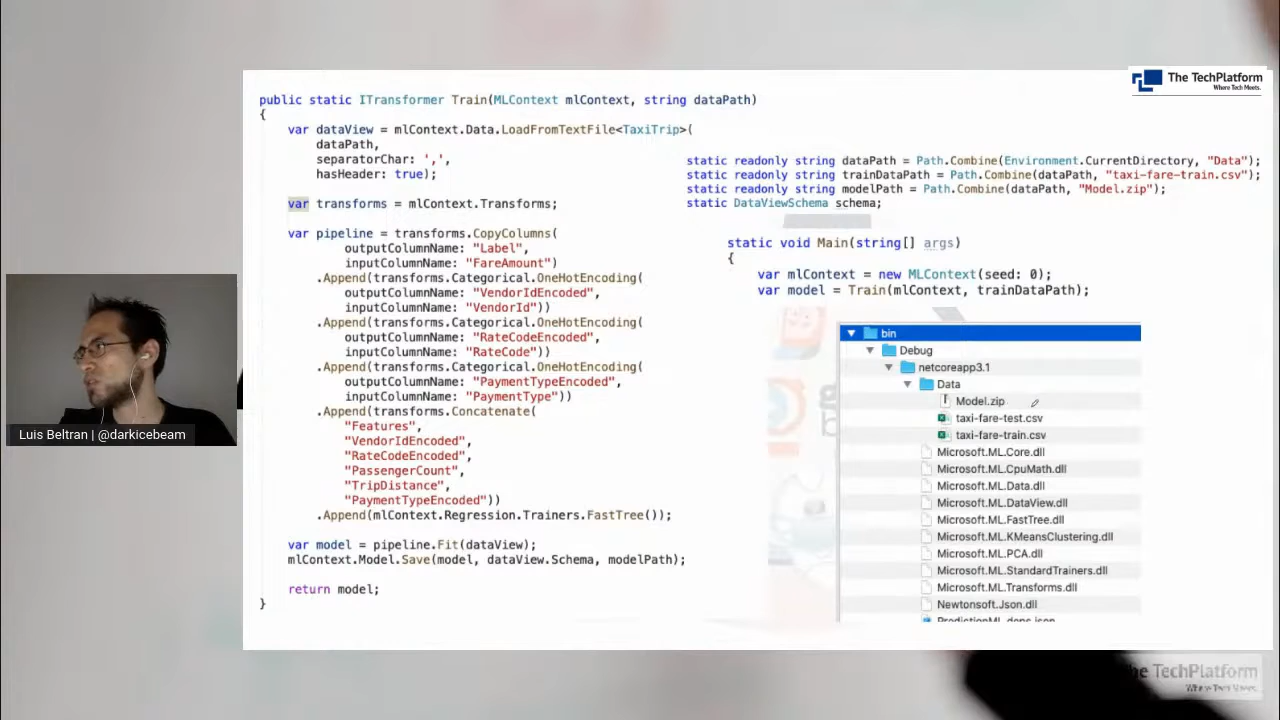 The TechPlatform
Where Tech Meets.
public static ITransformer Train(MLContext mlContext, string dataPath)
{
var dataView = mlContext.Data.LoadFromTextFile<TaxiTrip>(
dataPath,
separatorChar: ',',
hasHeader: true);
var transforms = mlContext.Transforms;
var pipeline = transforms.CopyColumns(
outputColumnName: "Label",
inputColumnName: "FareAmount")
.Append(transforms.Categorical.OneHotEncoding(
outputColumnName: "VendorIdEncoded",
inputColumnName: "VendorId"))
.Append(transforms.Categorical.OneHotEncoding(
outputColumnName: "RateCodeEncoded",
inputColumnName: "RateCode"))
.Append(transforms.Categorical.OneHotEncoding(
outputColumnName: "PaymentTypeEncoded",
inputColumnName: "PaymentType"))
.Append(transforms.Concatenate(
"Features",
"VendorIdEncoded",
"RateCodeEncoded",
"PassengerCount",
"TripDistance",
"PaymentTypeEncoded"))
.Append(mlContext.Regression.Trainers.FastTree());
var model = pipeline.Fit(dataView);
mlContext.Model.Save(model, dataView.Schema, modelPath);
return model;
}
static readonly string dataPath = Path.Combine(Environment.CurrentDirectory, "Data");
static readonly string trainDataPath = Path.Combine(dataPath, "taxi-fare-train.csv");
static readonly string modelPath = Path.Combine(dataPath, "Model.zip");
static DataViewSchema schema;
static void Main(string[] args)
{
var mlContext = new MLContext(seed: 0);
var model = Train(mlContext, trainDataPath);
bin
Debug
netcoreapp3.1
Data
Model.zip
taxi-fare-test.csv
taxi-fare-train.csv
Microsoft.ML.Core.dll
Microsoft.ML.CpuMath.dll
Microsoft.ML.Data.dll
Microsoft.ML.DataView.dll
Microsoft.ML.FastTree.dll
Microsoft.ML.KMeansClustering.dll
Microsoft.ML.PCA.dll
Microsoft.ML.StandardTrainers.dll
Microsoft.ML.Transforms.dll
Newtonsoft.Json.dll
PredictionML.deps.json
Luis Beltran | @darkicebeam
The TechPlatform
Where Tech Meets.